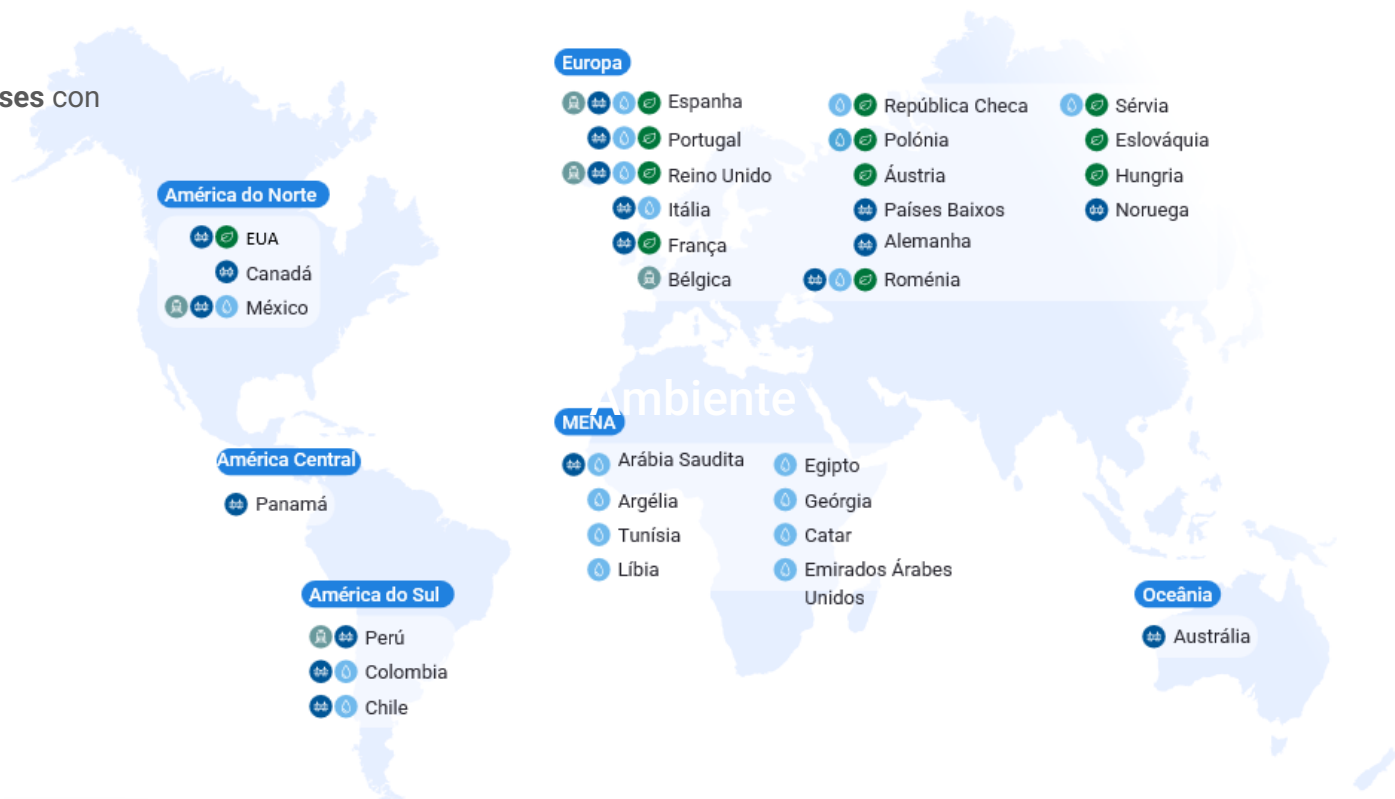 ses con
América do Norte
EUA
Canadá
México
América Central
Panamá
América do Sul
Perú
Colombia
Chile
Europa
Espanha
Portugal
Reino Unido
Itália
França
Bélgica
República Checa
Polónia
Áustria
Países Baixos
Alemanha
Roménia
Sérvia
Eslováquia
Hungria
Noruega
Ambiente
MENA
Arábia Saudita
Argélia
Tunísia
Líbia
Egipto
Geórgia
Catar
Emirados Árabes
Unidos
Oceânia
Austrália